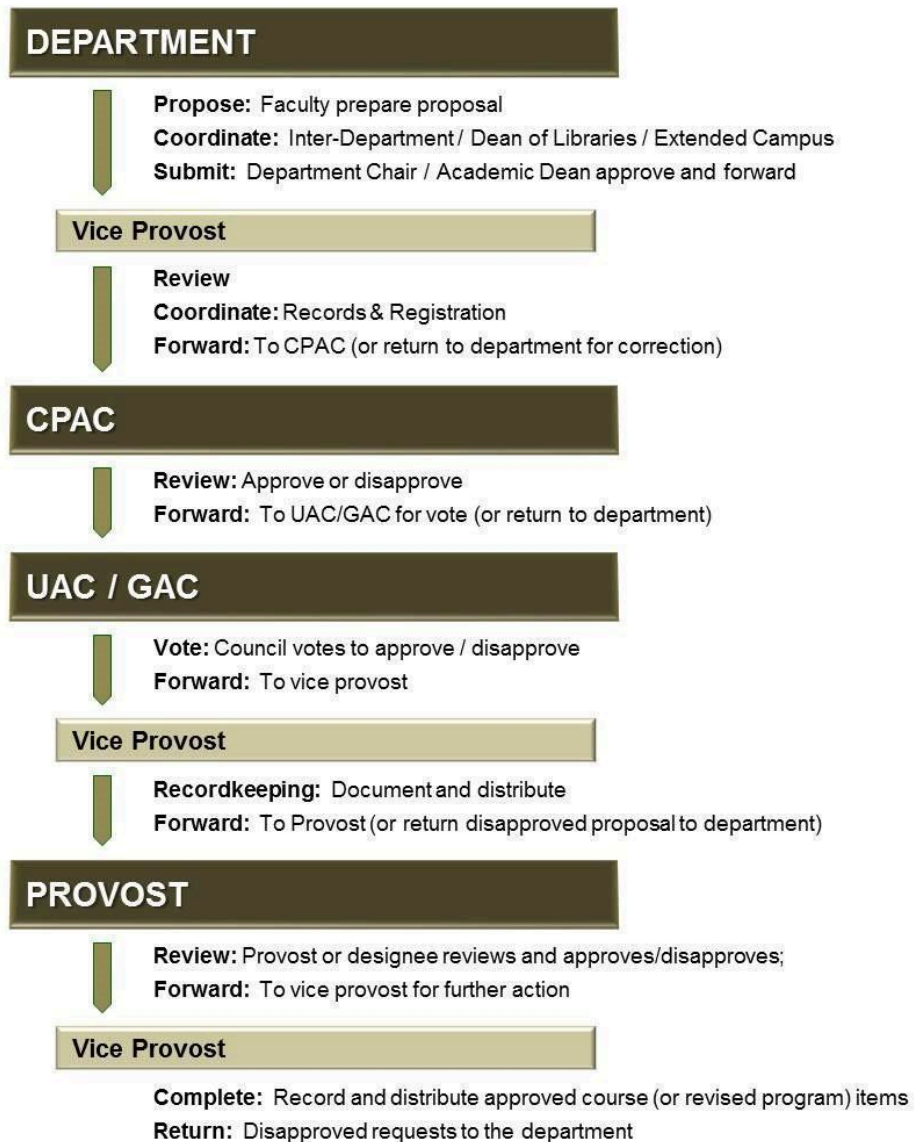 DEPARTMENT
Propose: Faculty prepare proposal
Coordinate: Inter-Department / Dean of Libraries / Extended Campus
Submit: Department Chair / Academic Dean approve and forward
Vice Provost
Review
Coordinate: Records & Registration
Forward: To CPAC (or return to department for correction)
CPAC
Review: Approve or disapprove
Forward: To UAC/GAC for vote (or return to department)
UAC / GAC
Vote: Council votes to approve / disapprove
Forward: To vice provost
Vice Provost
Recordkeeping: Document and distribute
Forward: To Provost (or return disapproved proposal to department)
PROVOST
Review: Provost or designee reviews and approves/disapproves;
Forward: To vice provost for further action
Vice Provost
Complete: Record and distribute approved course (or revised program) items
Return: Disapproved requests to the department